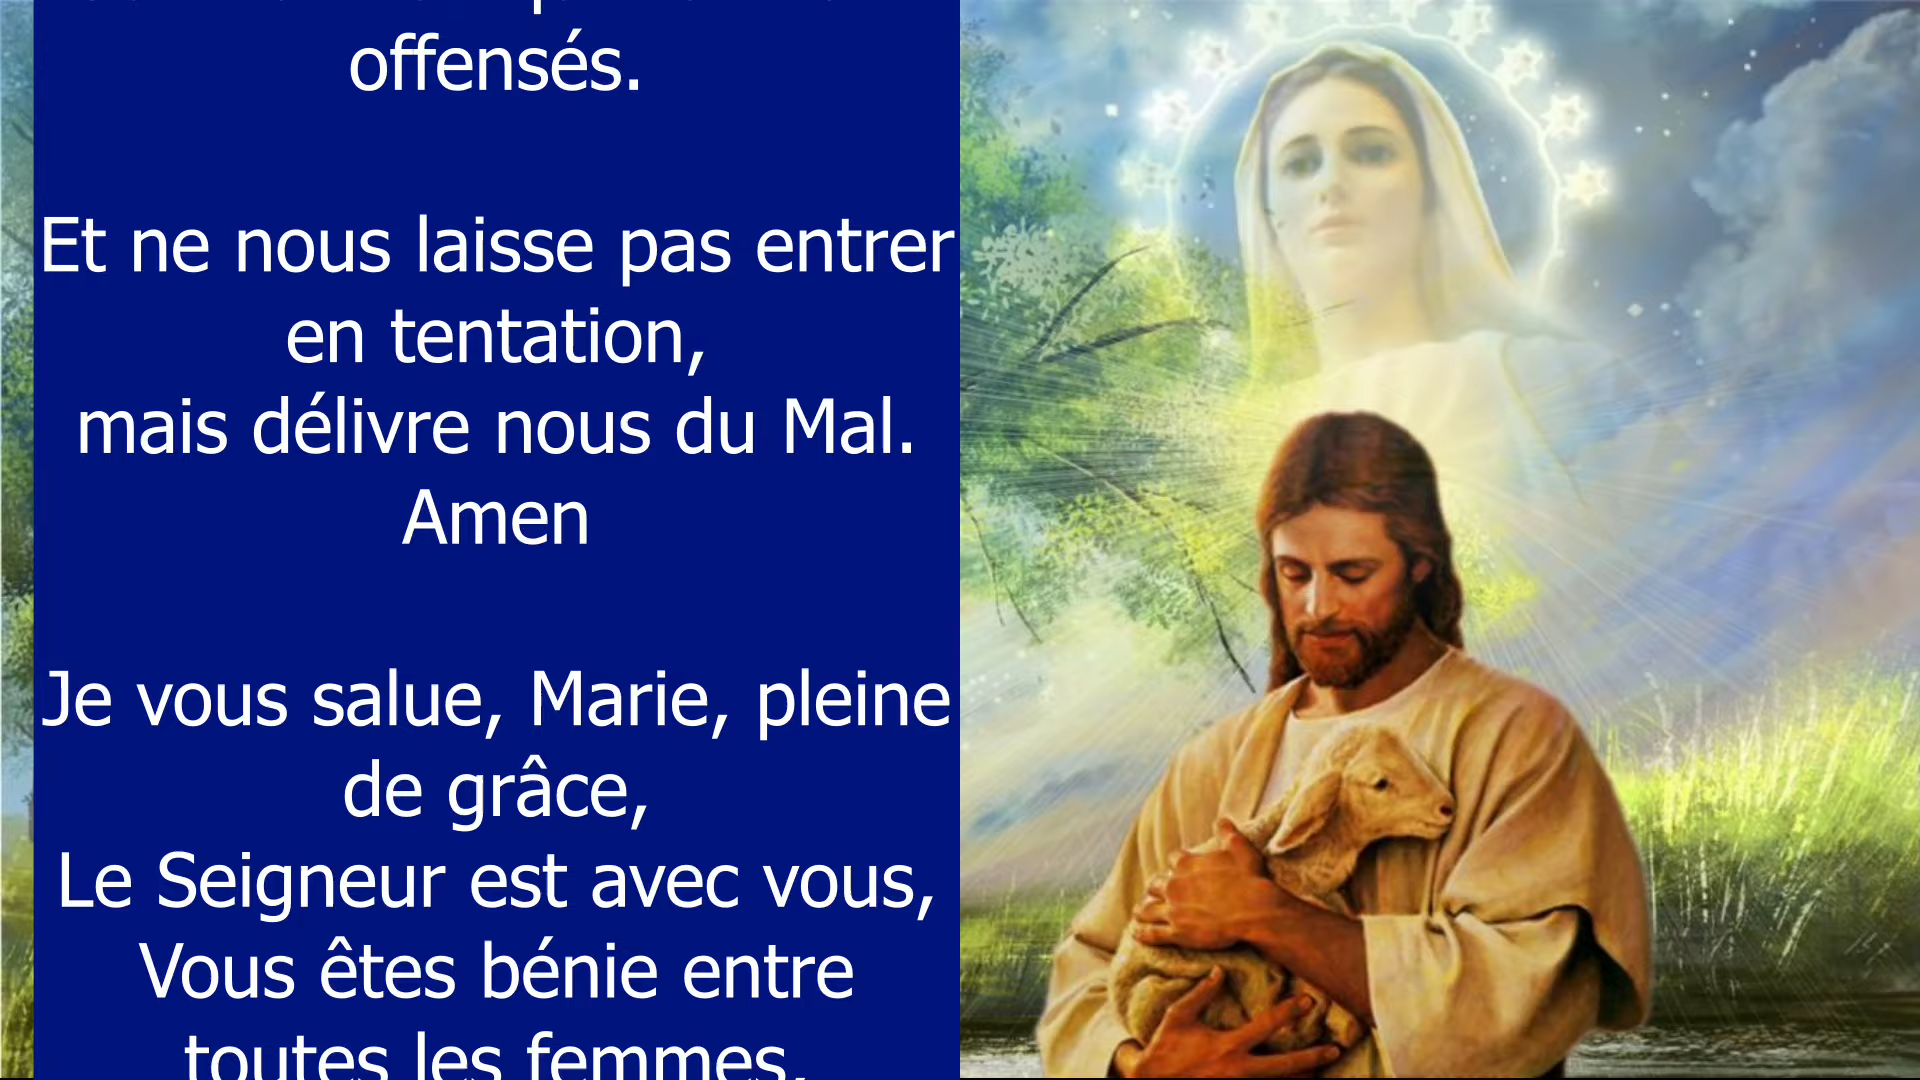 offensés.
Et ne nous laisse pas entrer
en tentation,
mais délivre nous du Mal.
Amen
Je vous salue, Marie, pleine
de grâce,
Le Seigneur est avec vous,
Vous êtes bénie entre
toutes les femmes,